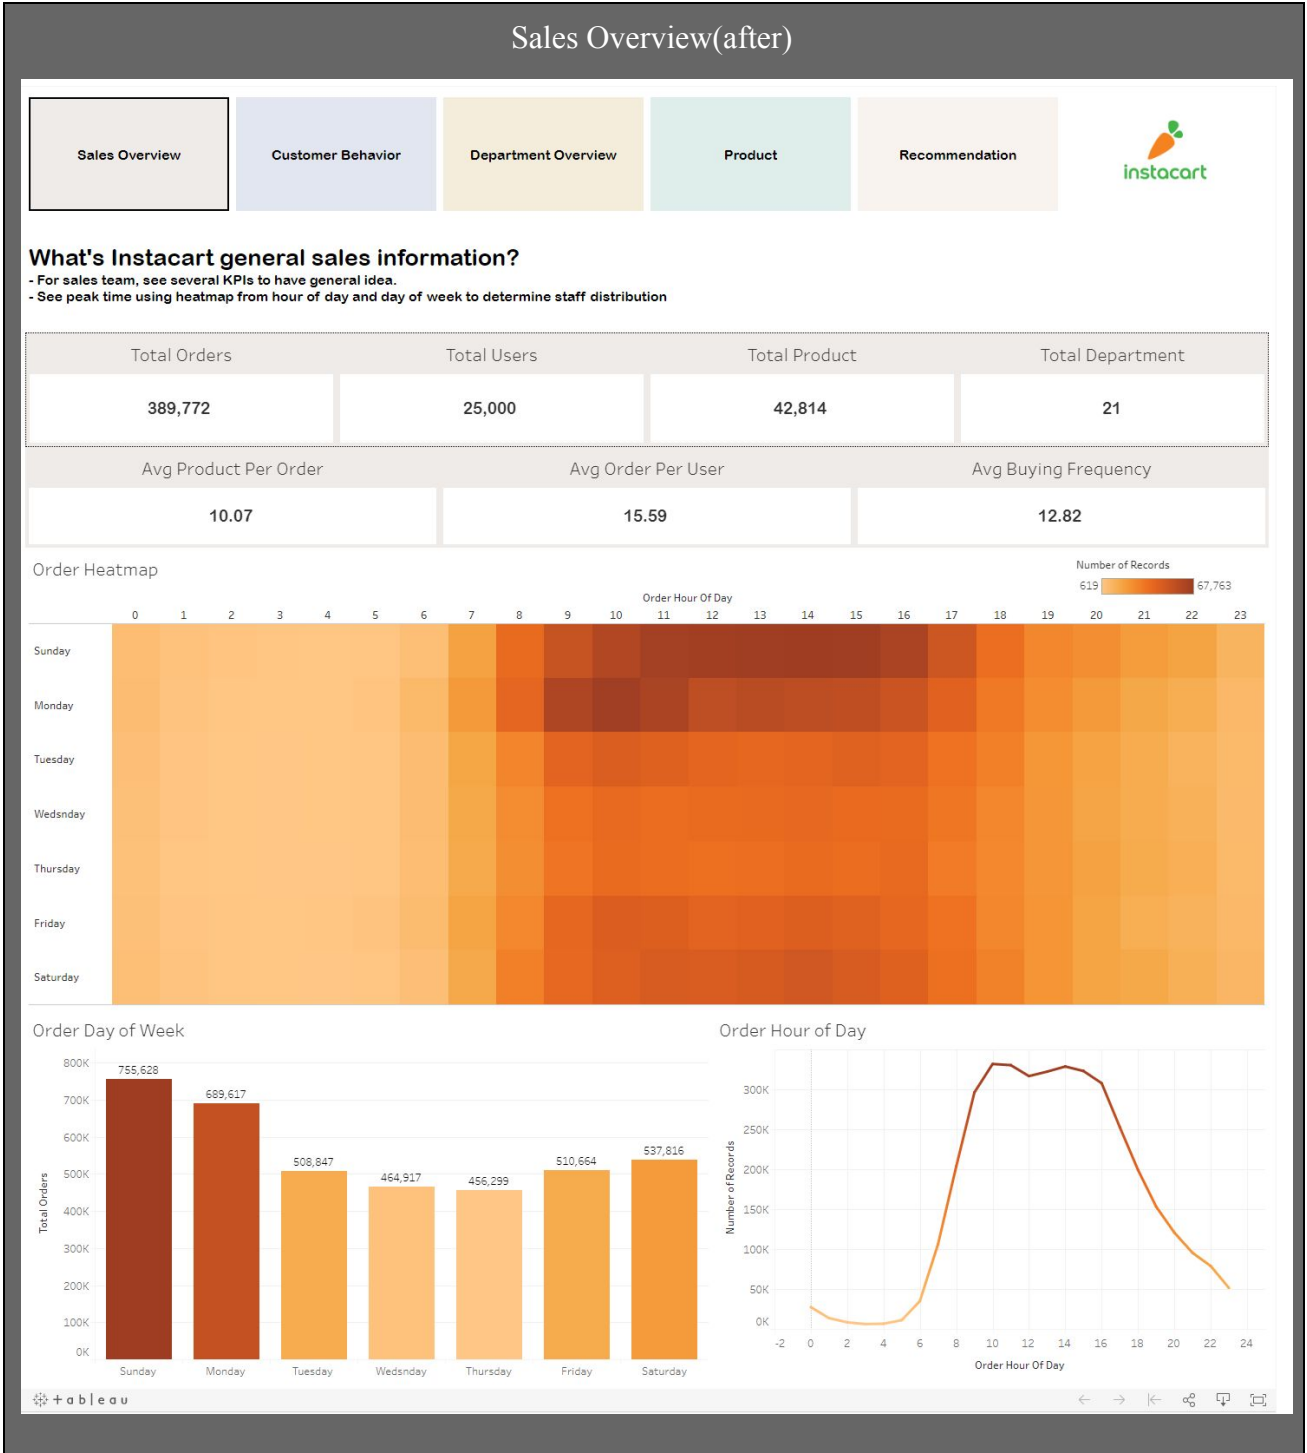 Sales Overview(after)
Sales Overview
Customer Behavior
Department Overview
Product
Recommendation
instacart
What's Instacart general sales information?
- For sales team, see several KPIs to have general idea.
- See peak time using heatmap from hour of day and day of week to determine staff distribution
Total Orders
Total Users
Total Product
Total Department
389,772
25,000
42,814
21
Avg Product Per Order
Avg Order Per User
Avg Buying Frequency
10.07
15.59
12.82
Order Heatmap
Number of Records
619
67,763
Order Hour Of Day
0 1 2 3 4 5 6 7 8 9 10 11 12 13 14 15 16 17 18 19 20 21 22 23
Sunday
Monday
Tuesday
Wedsnday
Thursday
Friday
Saturday
Order Day of Week
800K
700K
600K
500K
400K
300K
200K
100K
0K
Total Orders
755,628
689,617
508,847
464,917
456,299
510,664
537,816
Sunday Monday Tuesday Wedsnday Thursday Friday Saturday
Order Hour of Day
300K
250K
200K
150K
100K
50K
0K
Number of Records
-2 0 2 4 6 8 10 12 14 16 18 20 22 24
Order Hour Of Day
+ableau